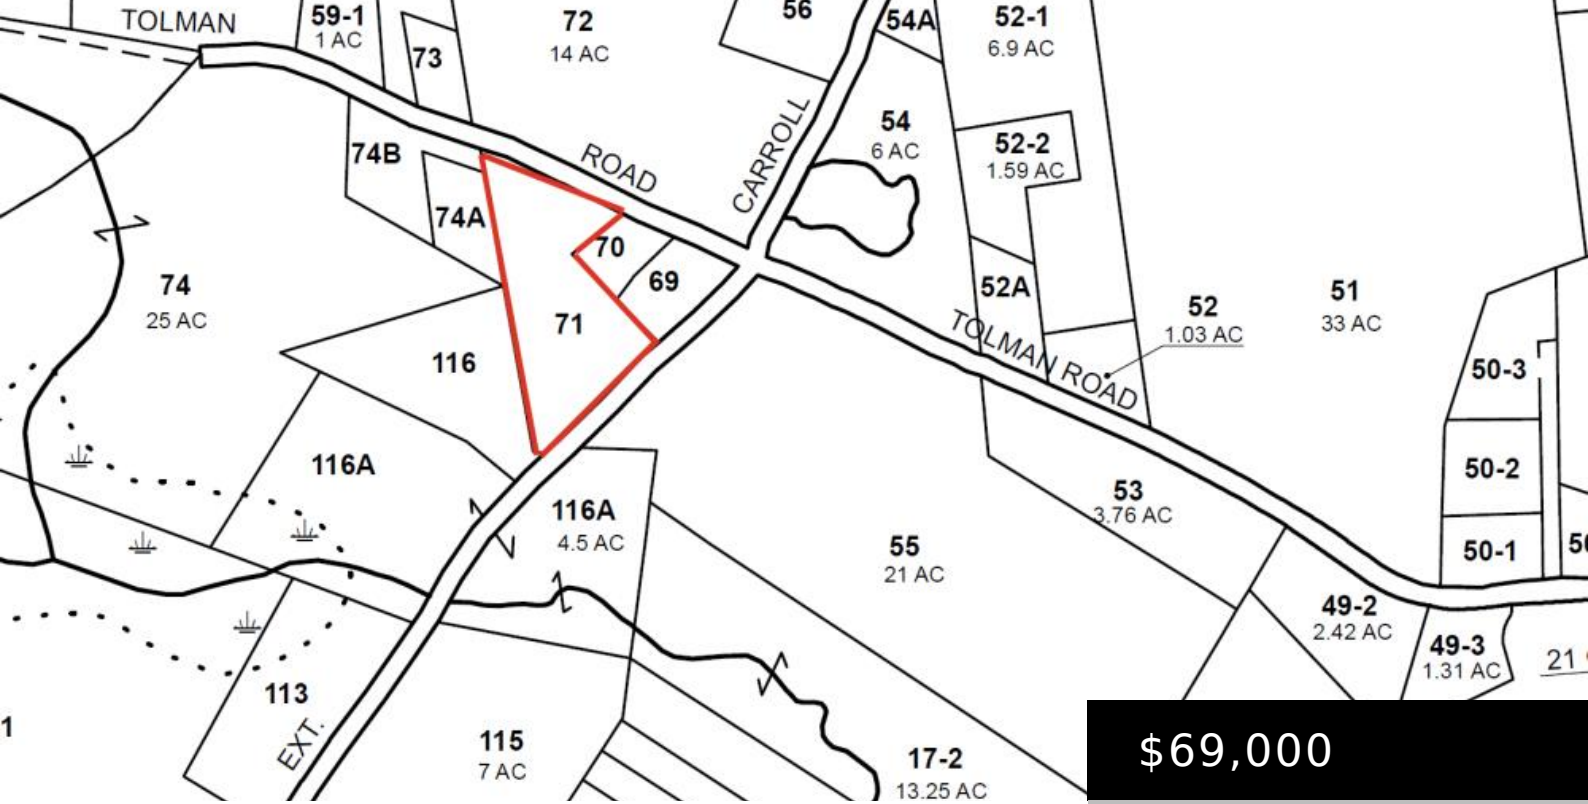 TOLMAN
59-1
1 AC
73
72
14 AC
56
54A
52-1
6.9 AC
CARROLL
54
6 AC
52-2
1.59 AC
74B
ROAD
74A
70
69
74
25 AC
71
52A
52
1.03 AC
51
33 AC
TOLMAN ROAD
116
50-3
116A
50-2
116A
4.5 AC
53
3.76 AC
55
21 AC
50-1
49-2
2.42 AC
49-3
1.31 AC
21
113
1
EXT.
115
7 AC
17-2
13.25 AC
$69,000